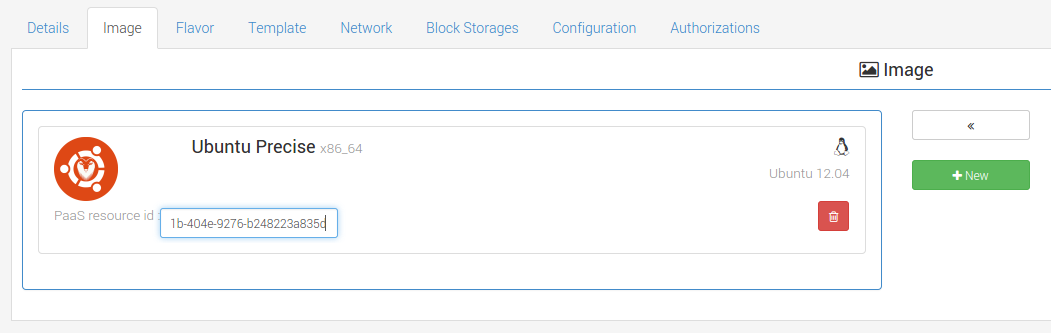 Details Image Flavor Template Network Block Storages Configuration Authorizations
Image
Ubuntu Precise x86_64
Ubuntu 12.04
PaaS resource id : 1b-404e-9276-b248223a835d
«
+ New